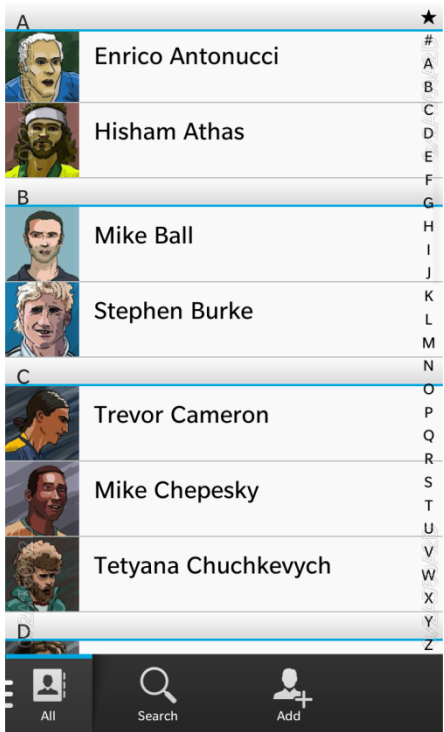 A
Enrico Antonucci
Hisham Athas
B
Mike Ball
Stephen Burke
C
Trevor Cameron
Mike Chepesky
Tetyana Chuchkevych
D
#
A
B
C
D
E
F
G
H
I
J
K
L
M
N
O
P
Q
R
S
T
U
V
W
X
Y
Z
All
Search
Add